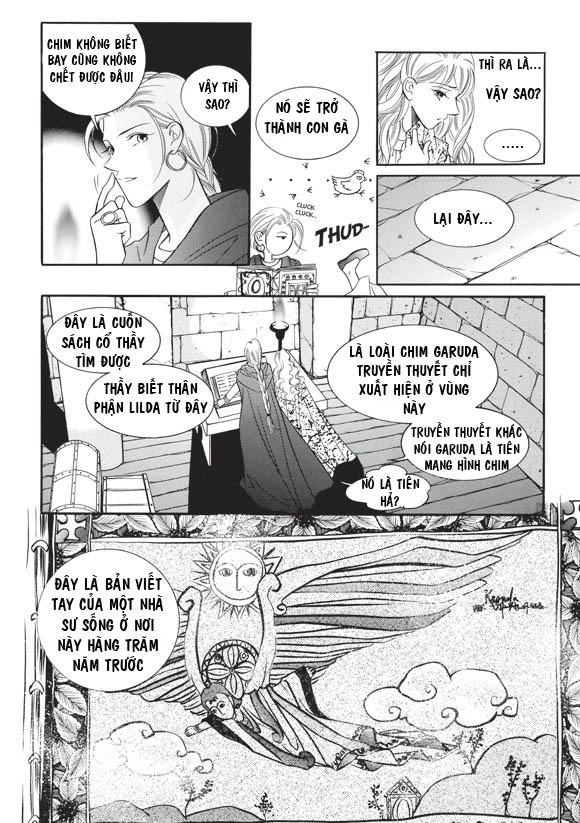 CHIM KHÔNG BIẾT
BAY CŨNG KHÔNG
CHẾT ĐƯỢC ĐÂU!
VẬY THÌ
SAO?
NÓ SẼ TRỞ
THÀNH CON GÀ
CLUCK
CLUCK..
THUD-
THÌ RA LÀ...
VẬY SAO?
.....
LẠI ĐÂY...
ĐÂY LÀ CUỐN
SÁCH CỔ THẦY
TÌM ĐƯỢC
THẦY BIẾT THÂN
PHẬN LILDA TỪ ĐÂY
LÀ LOÀI CHIM GARUDA
TRUYỀN THUYẾT CHỈ
XUẤT HIỆN Ở VÙNG
NÀY
TRUYỀN THUYẾT KHÁC
NÓI GARUDA LÀ TIÊN
MANG HÌNH CHIM
NÓ LÀ TIÊN
HẢ?
ĐÂY LÀ BẢN VIẾT
TAY CỦA MỘT NHÀ
SƯ SỐNG Ở NƠI
NÀY HÀNG TRĂM
NĂM TRƯỚC